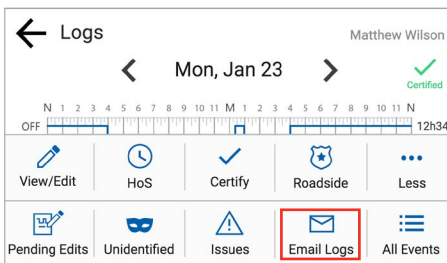 Logs
Matthew Wilson
Mon, Jan 23
Certified
N 1 2 3 4 5 6 7 8 9 10 11 M 1 2 3 4 5 6 7 8 9 10 11 N
OFF 12h34
View/Edit HoS Certify Roadside Less
Pending Edits Unidentified Issues Email Logs All Events